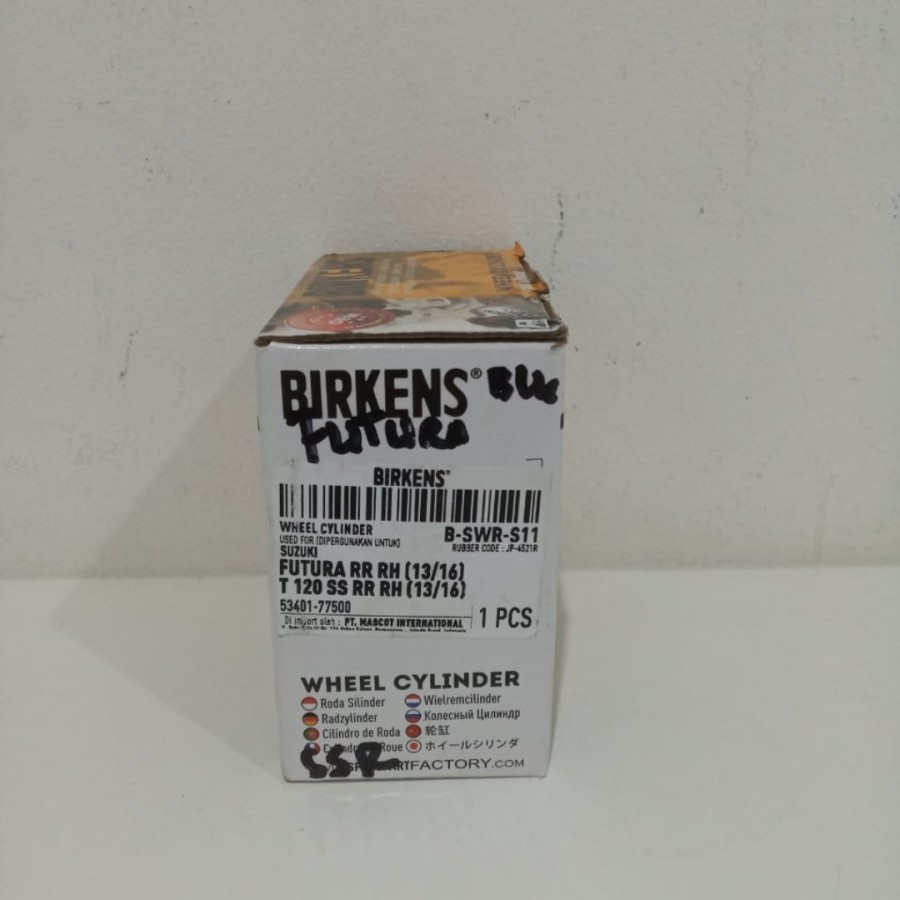 BIRKENS®
FUTURA
BIRKENS®
WHEEL CYLINDER
B-SWR-S11
USED FOR (DIPERGUNAKAN UNTUK)
RUBBER CODE : JP-4521R
SUZUKI
FUTURA RR RH (13/16)
T 120 SS RR RH (13/16)
53401-77500
Di import oleh : PT. MASCOT INTERNATIONAL
1 PCS
WHEEL CYLINDER
Roda Silinder
Wielremcilinder
Radzylinder
Колесный Цилиндр
Cilindro de Roda
轮缸
Roue
ホイールシリンダ
SSR
FACTORY.COM